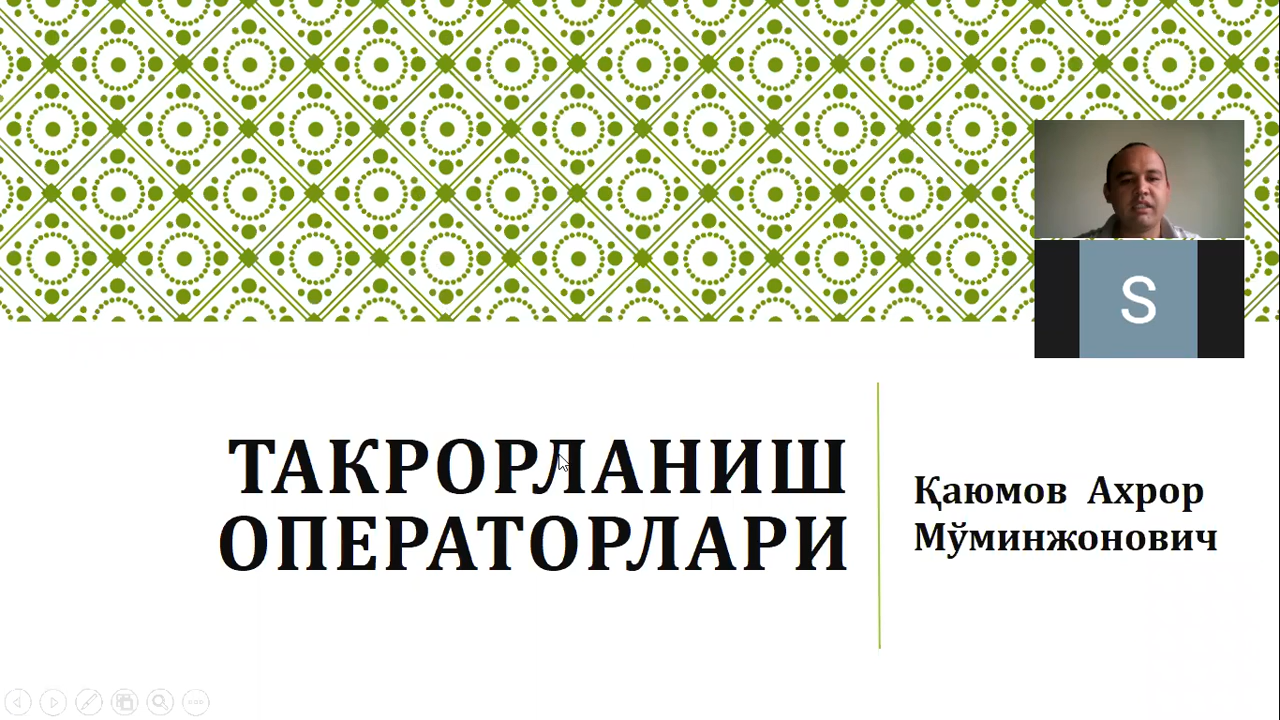 S
ТАКРОРЛАНИШ
ОПЕРАТОРЛАРИ
Қаюмов Ахрор
Мўминжонович